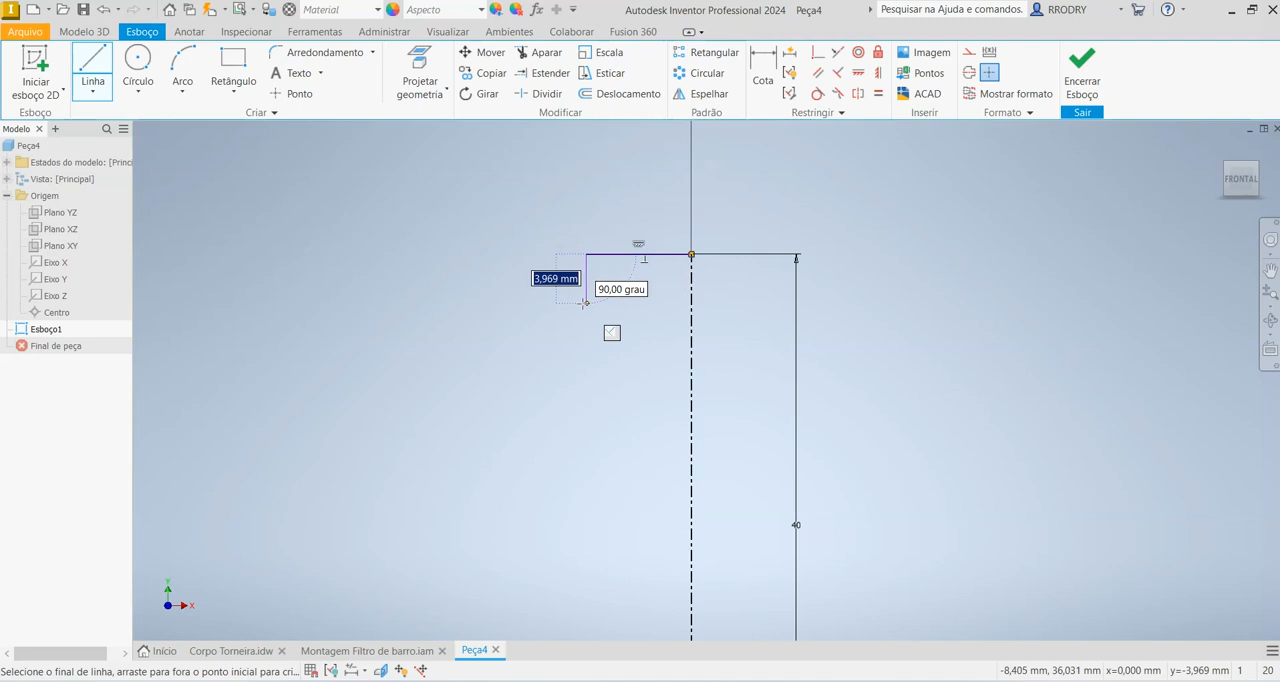 Material
Aspecto
Autodesk Inventor Professional 2024 Peça4
Pesquisar na Ajuda e comandos.
RRODRY
Arquivo
Modelo 3D
Esboço
Anotar
Inspecionar
Ferramentas
Administrar
Visualizar
Ambientes
Colaborar
Fusion 360
Iniciar
esboço 2D
Linha
Círculo
Arco
Retângulo
Arredondamento
Texto
Ponto
Projetar
geometria
Mover
Copiar
Girar
Aparar
Estender
Dividir
Escala
Esticar
Deslocamento
Retangular
Circular
Espelhar
Cota
Imagem
Pontos
ACAD
Mostrar formato
Encerrar
Esboço
Esboço
Criar
Modificar
Padrão
Restringir
Inserir
Formato
Sair
Modelo
Peça4
Estados do modelo: [Princ
Vista: [Principal]
Origem
Plano YZ
Plano XZ
Plano XY
Eixo X
Eixo Y
Eixo Z
Centro
Esboço1
Final de peça
FRONTAL
3,969 mm
90,00 grau
40
Y
X
Início
Corpo Torneira.idw
Montagem Filtro de barro.iam
Peça4
Selecione o final de linha, arraste para fora o ponto inicial para cri...
-8,405 mm, 36,031 mm
x=0,000 mm
y=-3,969 mm
1
20